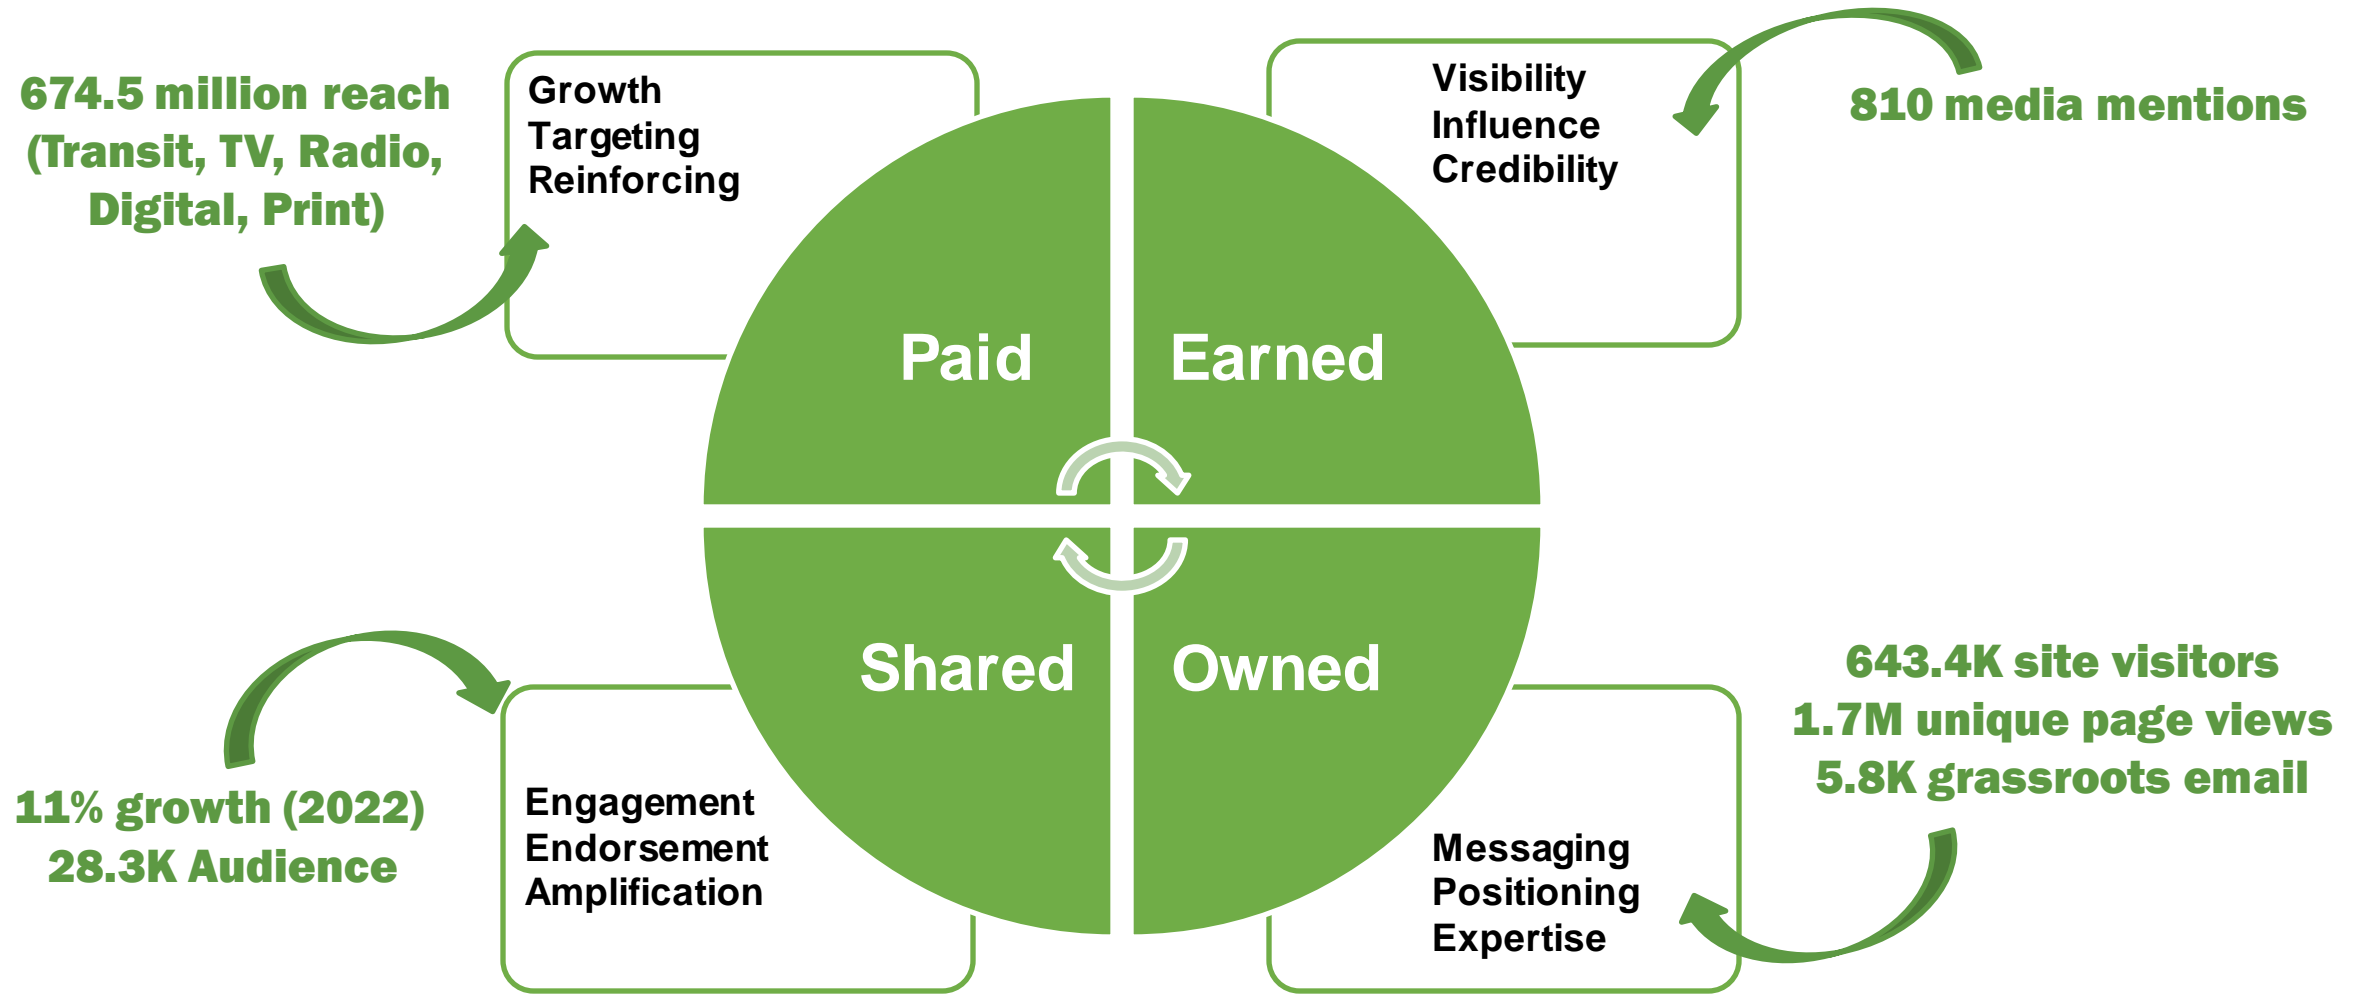 674.5 million reach
(Transit, TV, Radio,
Digital, Print)
Growth
Targeting
Reinforcing
Visibility
Influence
Credibility
810 media mentions
Paid
Earned
Shared
Owned
11% growth (2022)
28.3K Audience
Engagement
Endorsement
Amplification
Messaging
Positioning
Expertise
643.4K site visitors
1.7M unique page views
5.8K grassroots email